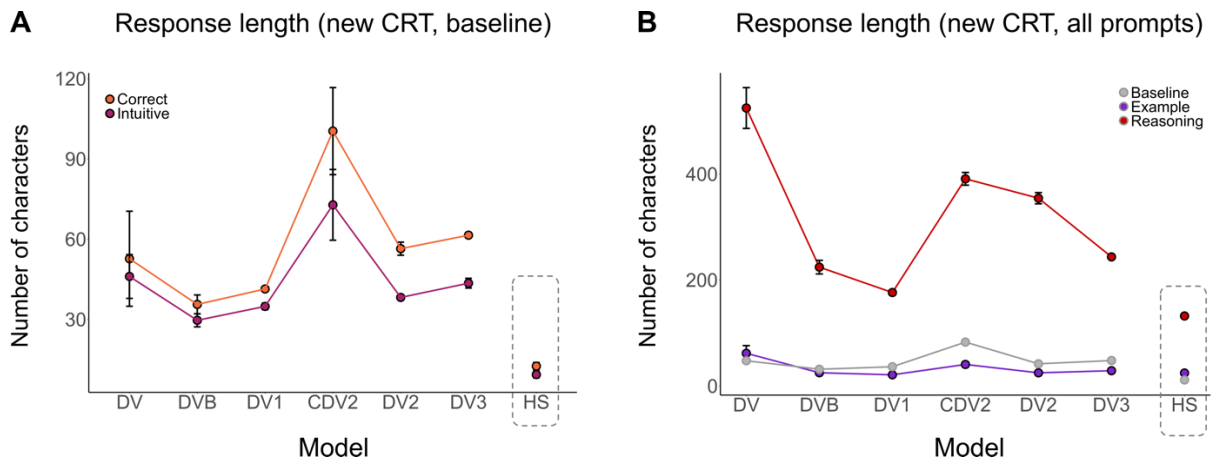 A Response length (new CRT, baseline)
Number of characters
120
90
60
30
Correct
Intuitive
DV DVB DV1 CDV2 DV2 DV3 HS
Model
B Response length (new CRT, all prompts)
Number of characters
400
200
0
Baseline
Example
Reasoning
DV DVB DV1 CDV2 DV2 DV3 HS
Model